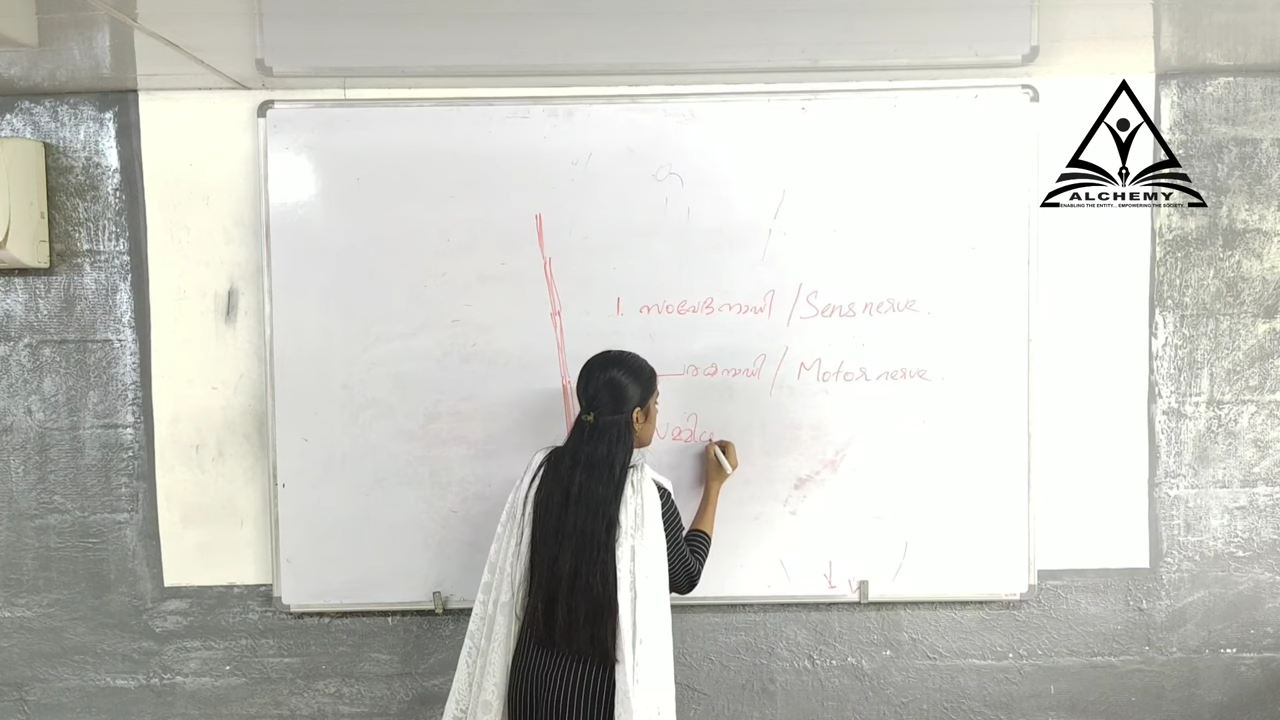 ALCHEMY
ENABLING THE ENTITY... EMPOWERING THE SOCIETY...
1. സംവേദനാഡി / Sens nerve.
നാഡി / Motor nerve.